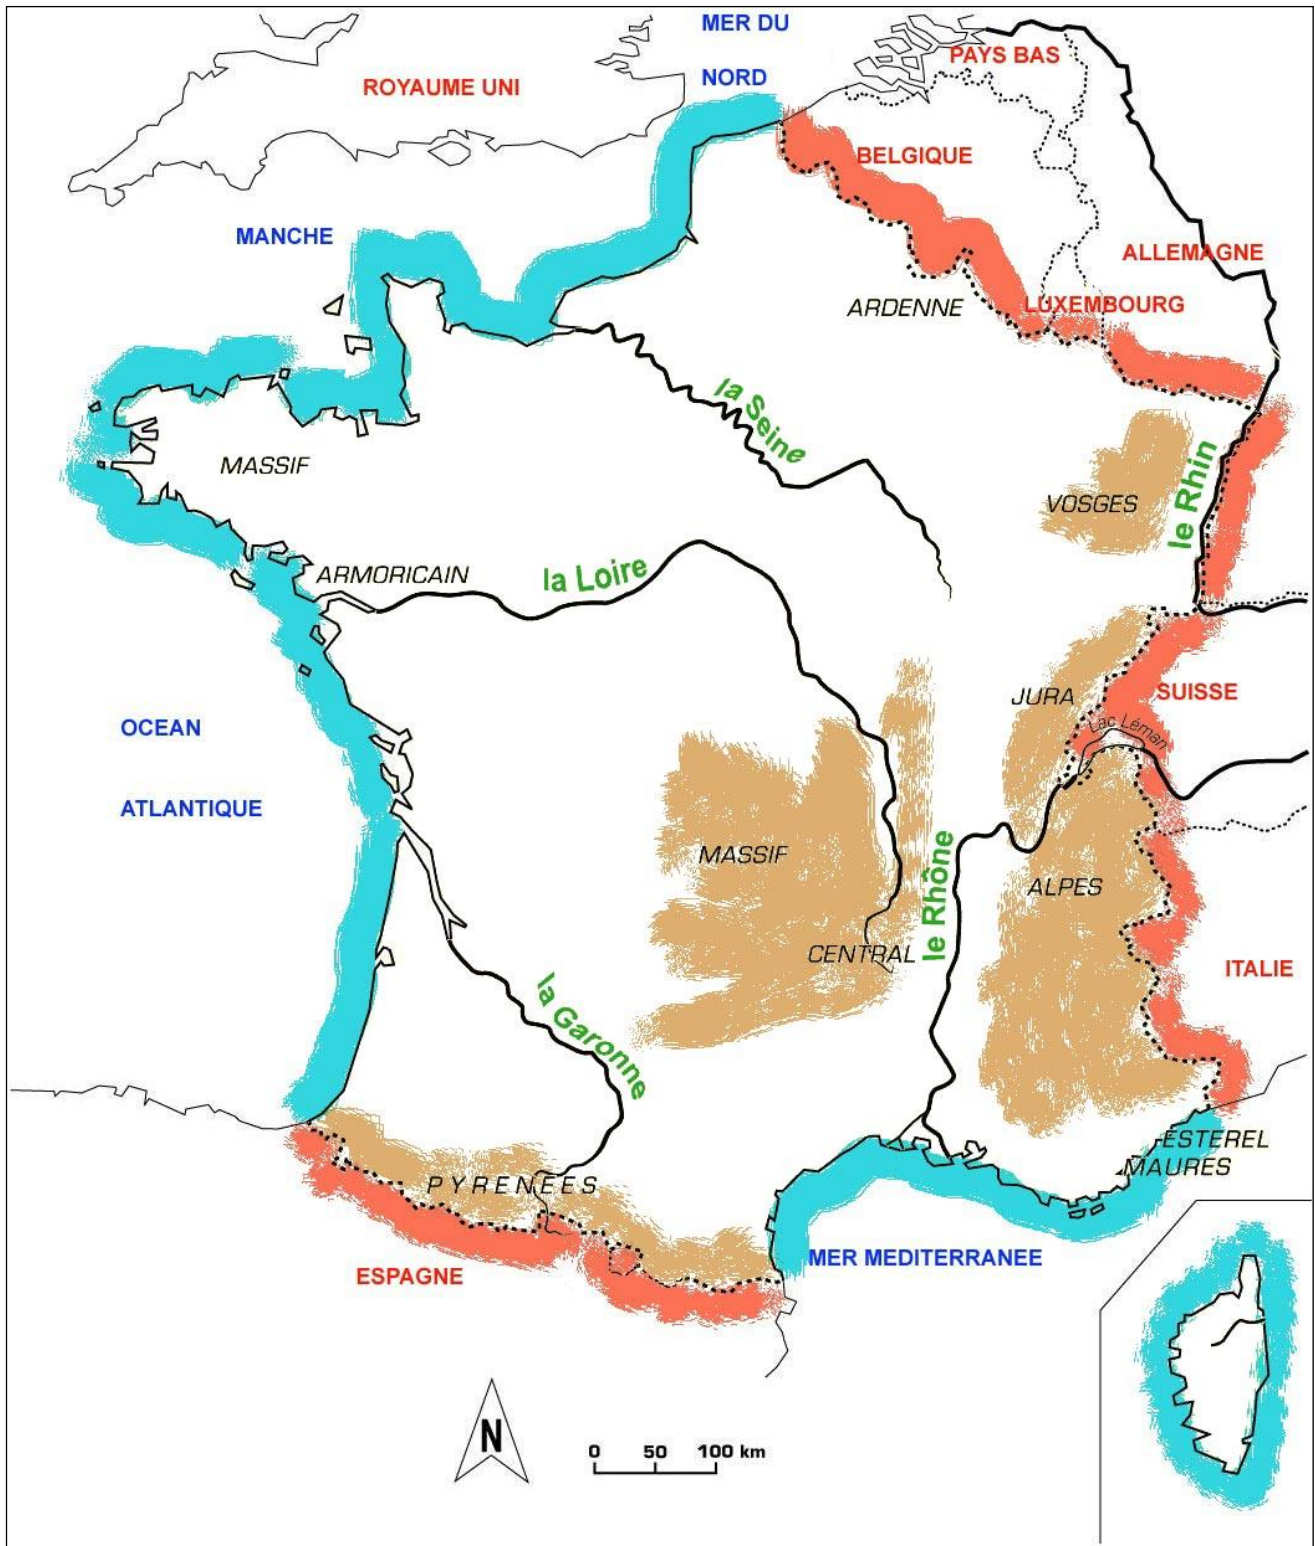 MER DU
NORD
PAYS BAS
ROYAUME UNI
BELGIQUE
MANCHE
ALLEMAGNE
ARDENNE
LUXEMBOURG
la Seine
MASSIF
ARMORICAIN
VOSGES
le Rhin
la Loire
OCEAN
ATLANTIQUE
JURA
SUISSE
Lac Léman
MASSIF
CENTRAL
le Rhône
ALPES
ITALIE
la Garonne
ESTEREL
MAURES
PYRENEES
ESPAGNE
MER MEDITERRANEE
N
0 50 100 km